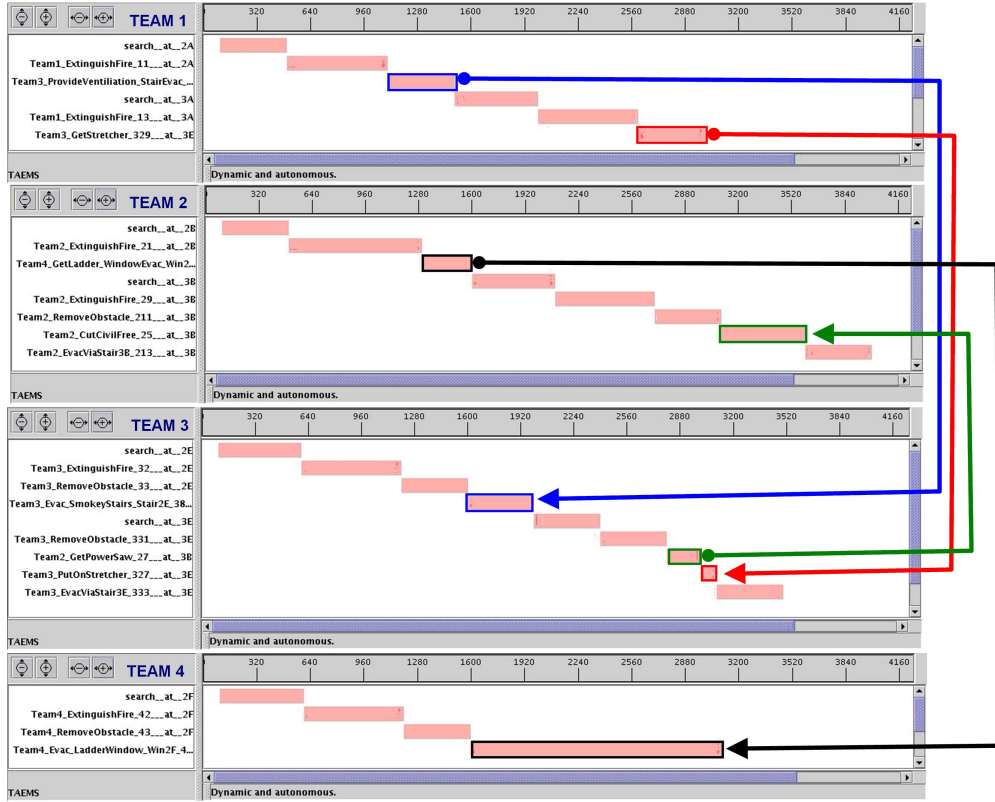 TEAM 1
320 640 960 1280 1600 1920 2240 2560 2880 3200 3520 3840 4160
search__at__2A
Team1_ExtinguishFire_11___at__2A
Team3_ProvideVentiliation_StairEvac_...
search__at__3A
Team1_ExtinguishFire_13___at__3A
Team3_GetStretcher_329___at__3E
TAEMS
Dynamic and autonomous.
TEAM 2
320 640 960 1280 1600 1920 2240 2560 2880 3200 3520 3840 4160
search__at__2B
Team2_ExtinguishFire_21___at__2B
Team4_GetLadder_WindowEvac_Win2...
search__at__3B
Team2_ExtinguishFire_29___at__3B
Team2_RemoveObstacle_211___at__3B
Team2_CutCivilFree_25___at__3B
Team2_EvacViaStair3B_213___at__3B
TAEMS
Dynamic and autonomous.
TEAM 3
320 640 960 1280 1600 1920 2240 2560 2880 3200 3520 3840 4160
search__at__2E
Team3_ExtinguishFire_32___at__2E
Team3_RemoveObstacle_33___at__2E
Team3_Evac_SmokeyStairs_Stair2E_38...
search__at__3E
Team3_RemoveObstacle_331___at__3E
Team2_GetPowerSaw_27___at__3B
Team3_PutOnStretcher_327___at__3E
Team3_EvacViaStair3E_333___at__3E
TAEMS
Dynamic and autonomous.
TEAM 4
320 640 960 1280 1600 1920 2240 2560 2880 3200 3520 3840 4160
search__at__2F
Team4_ExtinguishFire_42___at__2F
Team4_RemoveObstacle_43___at__2F
Team4_Evac_LadderWindow_Win2F_4...
TAEMS
Dynamic and autonomous.